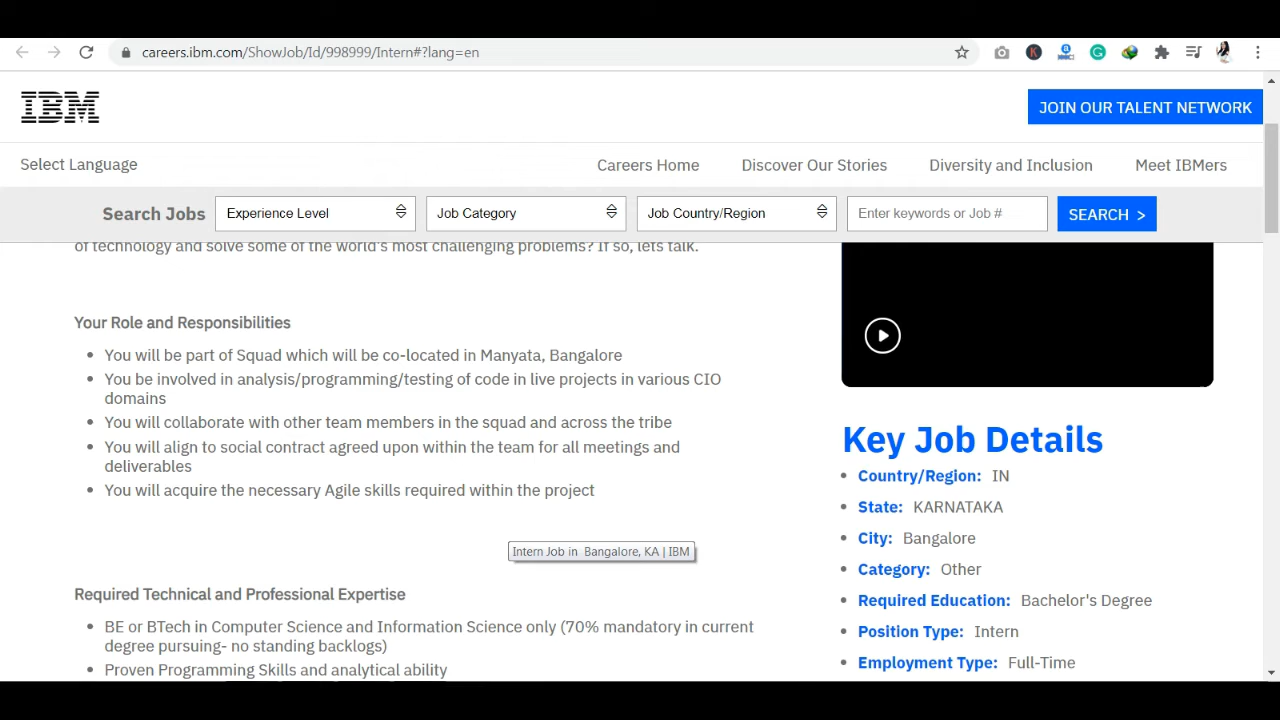 careers.ibm.com/ShowJob/Id/998999/Intern#?lang=en
IBM
JOIN OUR TALENT NETWORK
Select Language
Careers Home
Discover Our Stories
Diversity and Inclusion
Meet IBMers
Search Jobs
Experience Level
Job Category
Job Country/Region
Enter keywords or Job #
SEARCH >
of technology and solve some of the world's most challenging problems? If so, lets talk.
Your Role and Responsibilities
You will be part of Squad which will be co-located in Manyata, Bangalore
You be involved in analysis/programming/testing of code in live projects in various CIO
domains
You will collaborate with other team members in the squad and across the tribe
You will align to social contract agreed upon within the team for all meetings and
deliverables
You will acquire the necessary Agile skills required within the project
Intern Job in Bangalore, KA | IBM
Required Technical and Professional Expertise
BE or BTech in Computer Science and Information Science only (70% mandatory in current
degree pursuing- no standing backlogs)
Proven Programming Skills and analytical ability
Key Job Details
Country/Region: IN
State: KARNATAKA
City: Bangalore
Category: Other
Required Education: Bachelor's Degree
Position Type: Intern
Employment Type: Full-Time